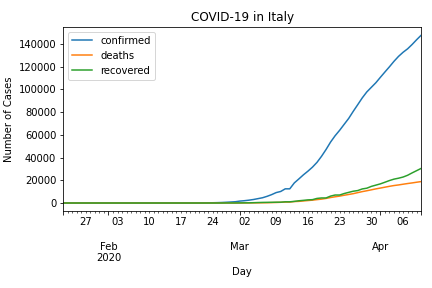 COVID-19 in Italy
confirmed
deaths
recovered
Number of Cases
140000
120000
100000
80000
60000
40000
20000
0
27 03 10 17 24 02 09 16 23 30 06
Feb Mar Apr
2020
Day